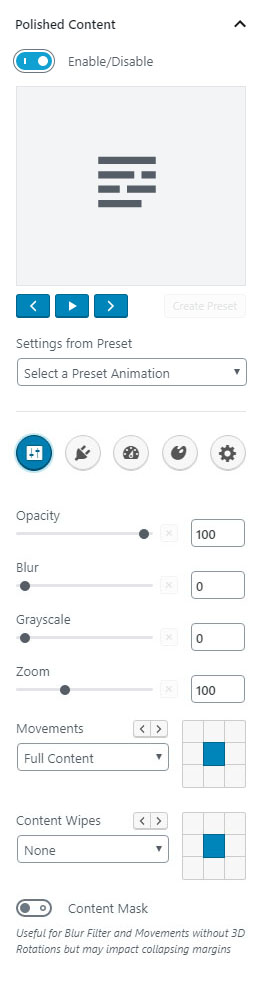 Polished Content
Enable/Disable
Create Preset
Settings from Preset
Select a Preset Animation
Opacity
100
Blur
0
Grayscale
0
Zoom
100
Movements
Full Content
Content Wipes
None
Content Mask
Useful for Blur Filter and Movements without 3D
Rotations but may impact collapsing margins